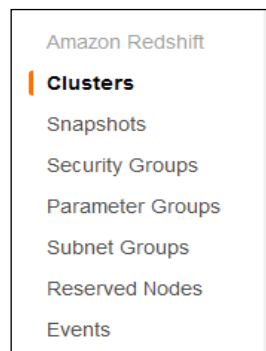 Amazon Redshift
Clusters
Snapshots
Security Groups
Parameter Groups
Subnet Groups
Reserved Nodes
Events